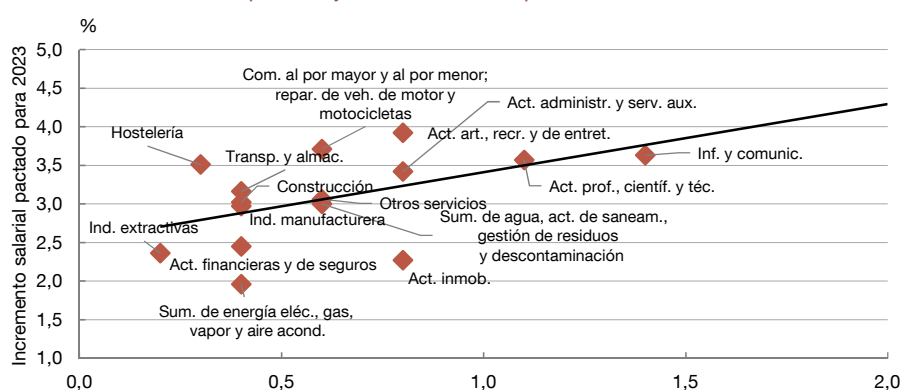 %
Incremento salarial pactado para 2023
5,0
4,5
4,0
3,5
3,0
2,5
2,0
1,5
1,0
Com. al por mayor y al por menor;
repar. de veh. de motor y
motocicletas
Act. administr. y serv. aux.
Hostelería
Act. art., recr. y de entret.
Transp. y almac.
Inf. y comunic.
Construcción
Act. prof., científ. y téc.
Otros servicios
Ind. manufacturera
Sum. de agua, act. de saneam.,
gestión de residuos
y descontaminación
Ind. extractivas
Act. financieras y de seguros
Act. inmob.
Sum. de energía eléc., gas,
vapor y aire acond.
0,0
0,5
1,0
1,5
2,0